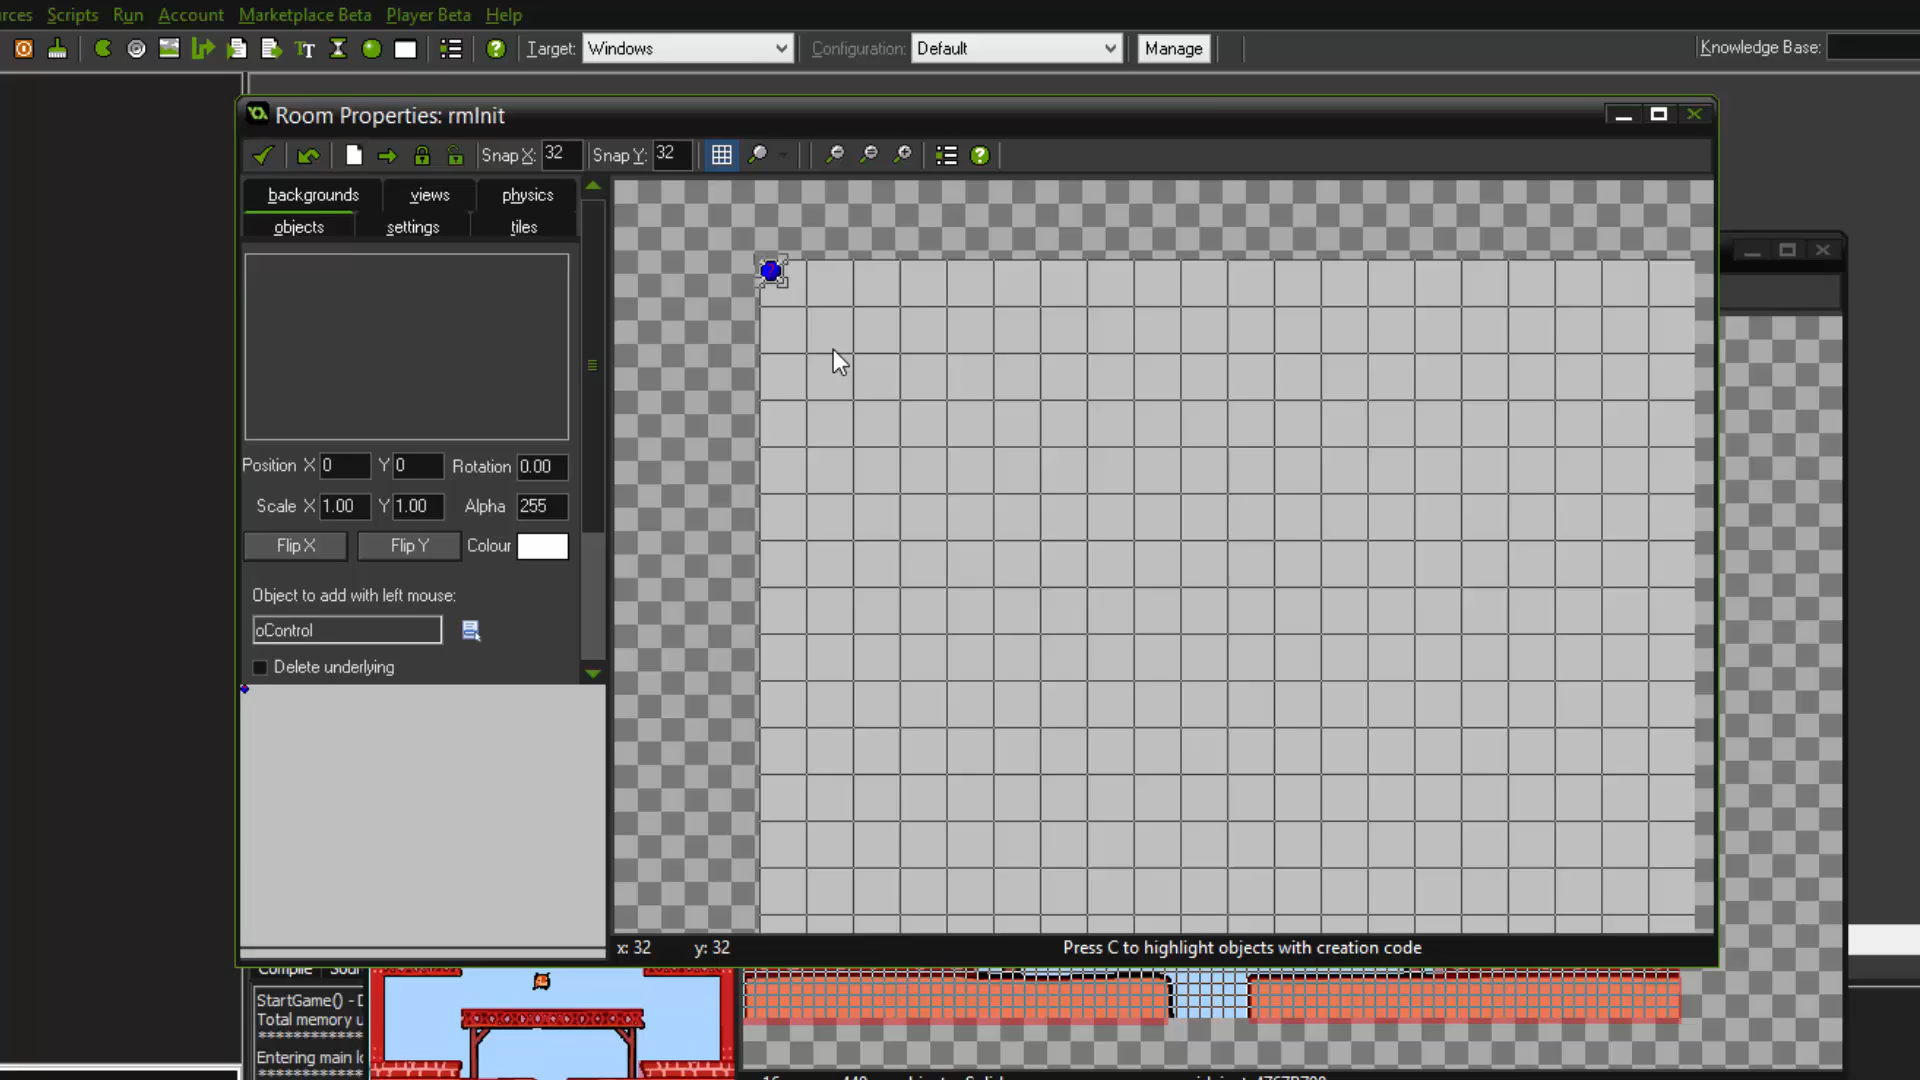 rces Scripts Run Account Marketplace Beta Player Beta Help
Target: Windows Configuration: Default Manage Knowledge Base:
Room Properties: rmInit
Snap X: 32 Snap Y: 32
backgrounds views physics
objects settings tiles
Position X 0 Y 0 Rotation 0.00
Scale X 1.00 Y 1.00 Alpha 255
Flip X Flip Y Colour
Object to add with left mouse:
oControl
Delete underlying
x: 32 y: 32 Press C to highlight objects with creation code
Compile Sour
StartGame() - D
Total memory u
***************
Entering main lo
***************